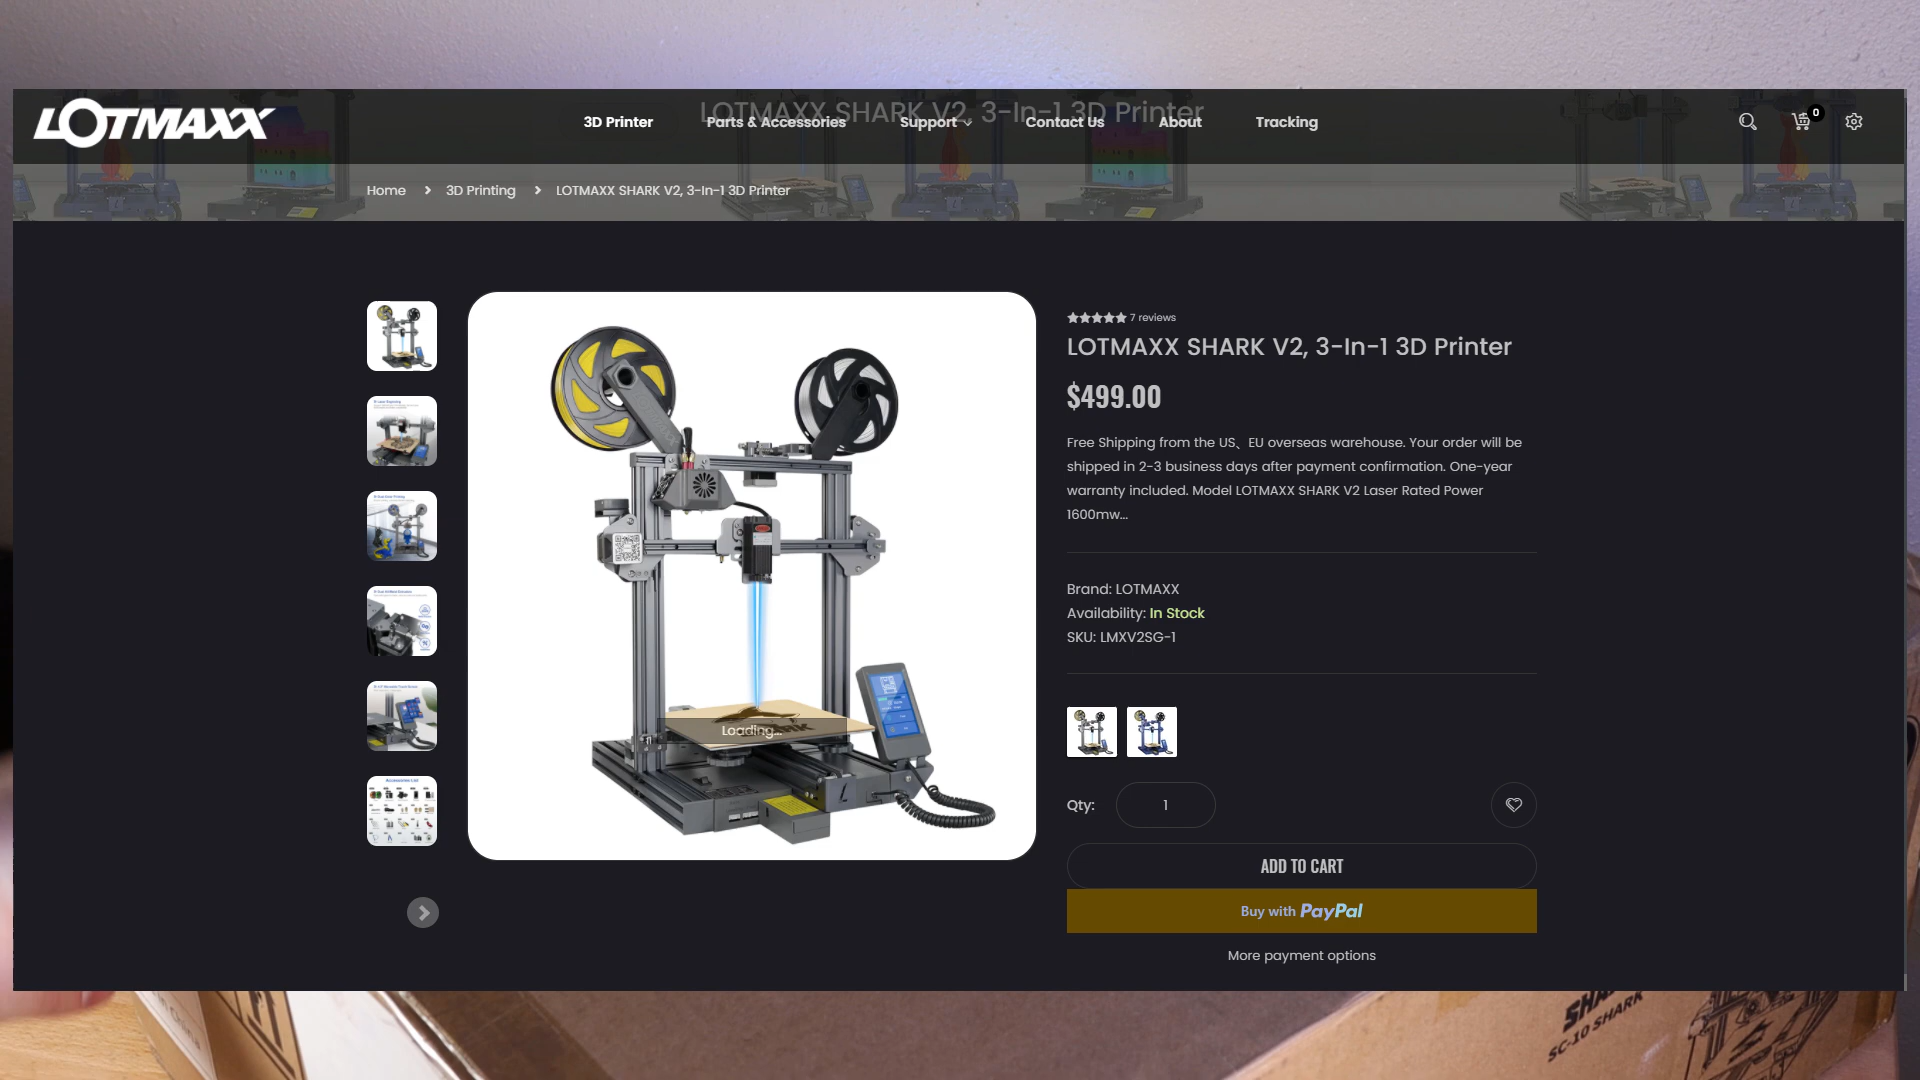 LOTMAXX
LOTMAXX SHARK V2, 3-In-1 3D Printer
3D Printer
Parts & Accessories
Support
Contact Us
About
Tracking
0
Home > 3D Printing > LOTMAXX SHARK V2, 3-In-1 3D Printer
7 reviews
LOTMAXX SHARK V2, 3-In-1 3D Printer
$499.00
Free Shipping from the US、EU overseas warehouse. Your order will be
shipped in 2-3 business days after payment confirmation. One-year
warranty included. Model LOTMAXX SHARK V2 Laser Rated Power
1600mw...
Brand: LOTMAXX
Availability: In Stock
SKU: LMXV2SG-1
Loading...
Qty: 1
ADD TO CART
Buy with PayPal
More payment options
SC-10 SHARK